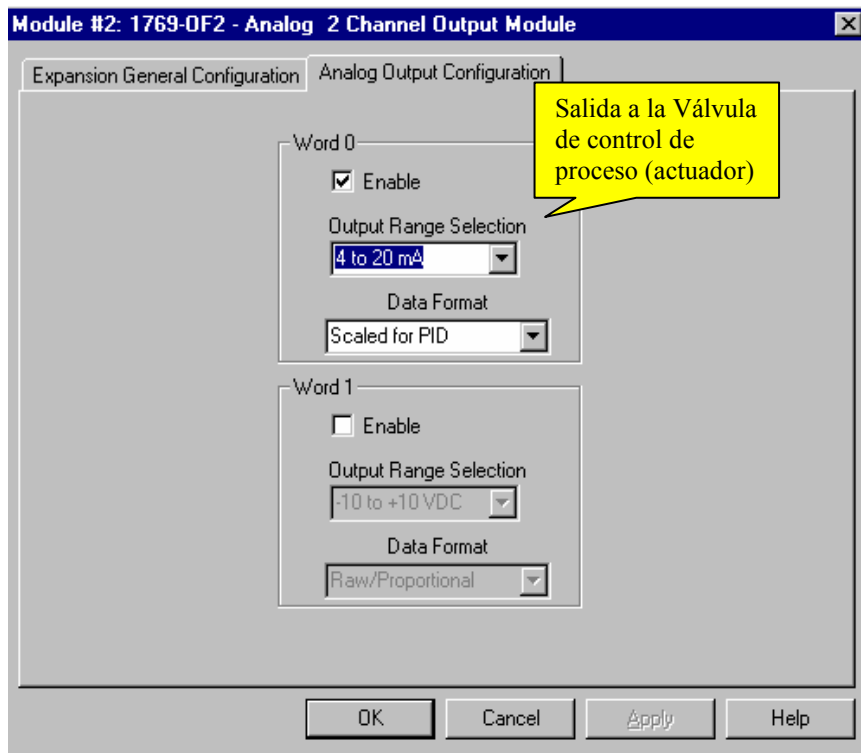 Module #2: 1769-OF2 - Analog 2 Channel Output Module
Expansion General Configuration
Analog Output Configuration
Salida a la Válvula
de control de
proceso (actuador)
Word 0
Enable
Output Range Selection
4 to 20 mA
Data Format
Scaled for PID
Word 1
Enable
Output Range Selection
-10 to +10 VDC
Data Format
Raw/Proportional
OK
Cancel
Apply
Help